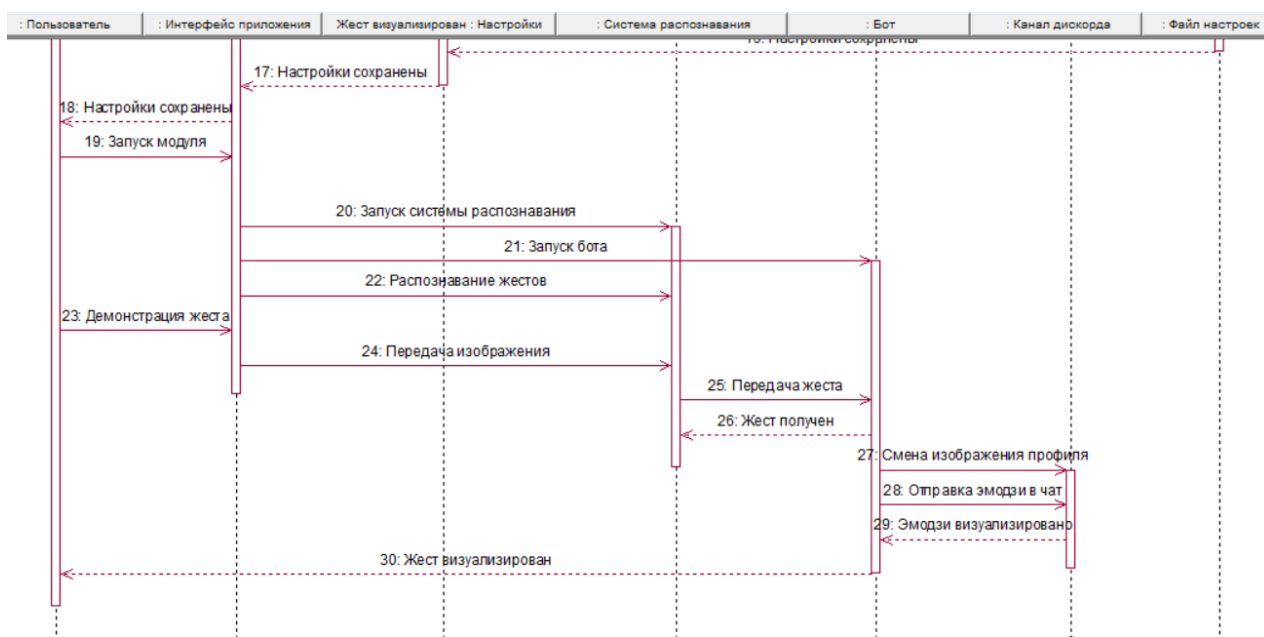 : Пользователь
: Интерфейс приложения
Жест визуализирован : Настройки
: Система распознавания
: Бот
: Канал дискорда
: Файл настроек
17: Настройки сохранены
18: Настройки сохранены
19: Запуск модуля
20: Запуск системы распознавания
21: Запуск бота
22: Распознавание жестов
23: Демонстрация жеста
24: Передача изображения
25: Передача жеста
26: Жест получен
27: Смена изображения профиля
28: Отправка эмодзи в чат
29: Эмодзи визуализировано
30: Жест визуализирован